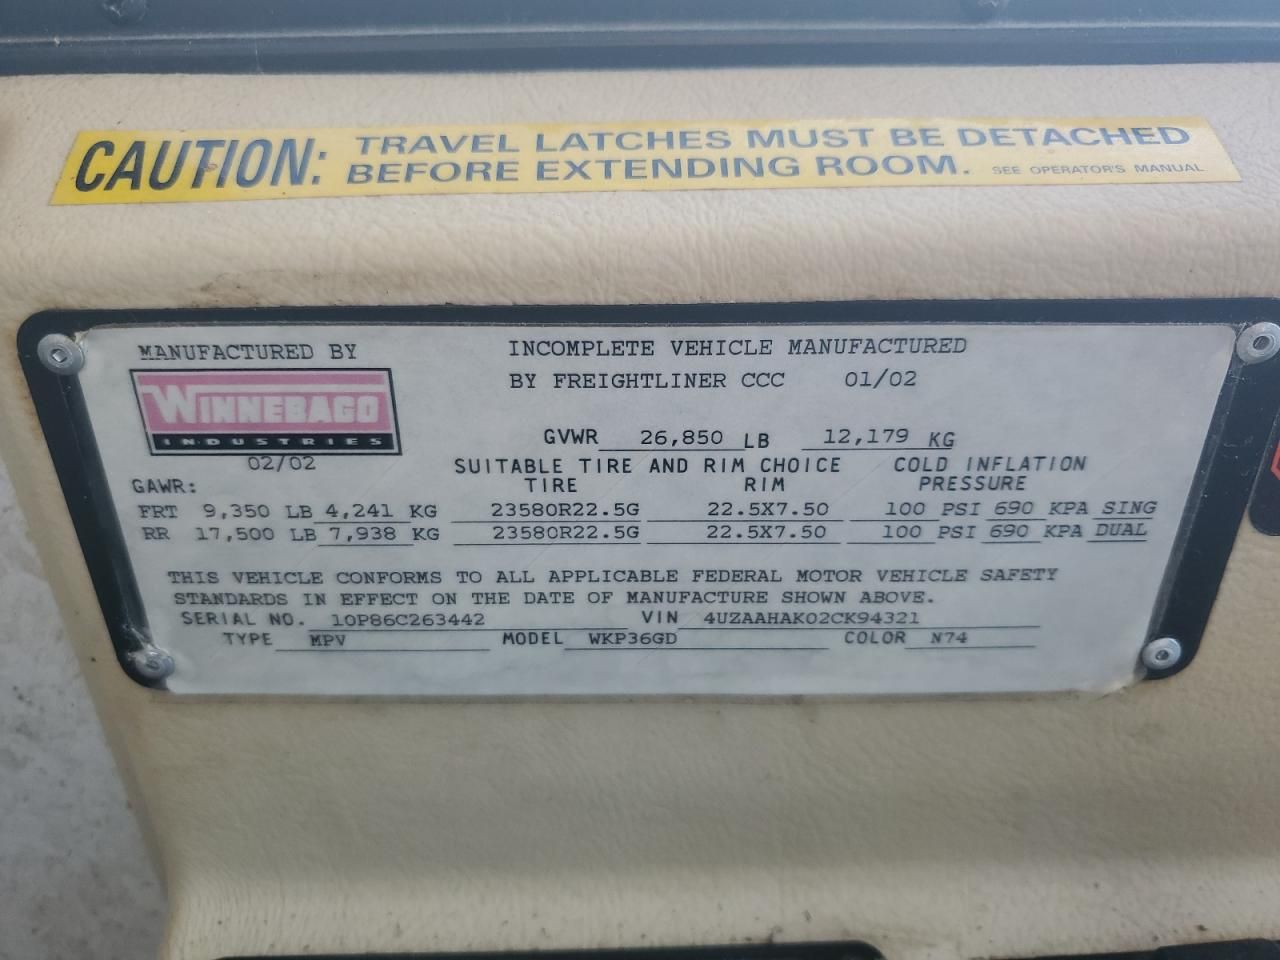 CAUTION: TRAVEL LATCHES MUST BE DETACHED
BEFORE EXTENDING ROOM. SEE OPERATOR'S MANUAL
MANUFACTURED BY
WINNEBAGO
INDUSTRIES
02/02
INCOMPLETE VEHICLE MANUFACTURED
BY FREIGHTLINER CCC 01/02
GVWR 26,850 LB 12,179 KG
SUITABLE TIRE AND RIM CHOICE COLD INFLATION
GAWR: TIRE RIM PRESSURE
FRT 9,350 LB 4,241 KG 23580R22.5G 22.5X7.50 100 PSI 690 KPA SING
RR 17,500 LB 7,938 KG 23580R22.5G 22.5X7.50 100 PSI 690 KPA DUAL
THIS VEHICLE CONFORMS TO ALL APPLICABLE FEDERAL MOTOR VEHICLE SAFETY
STANDARDS IN EFFECT ON THE DATE OF MANUFACTURE SHOWN ABOVE.
SERIAL NO. 10P86C263442 VIN 4UZAAHAK02CK94321
TYPE MPV MODEL WKP36GD COLOR N74